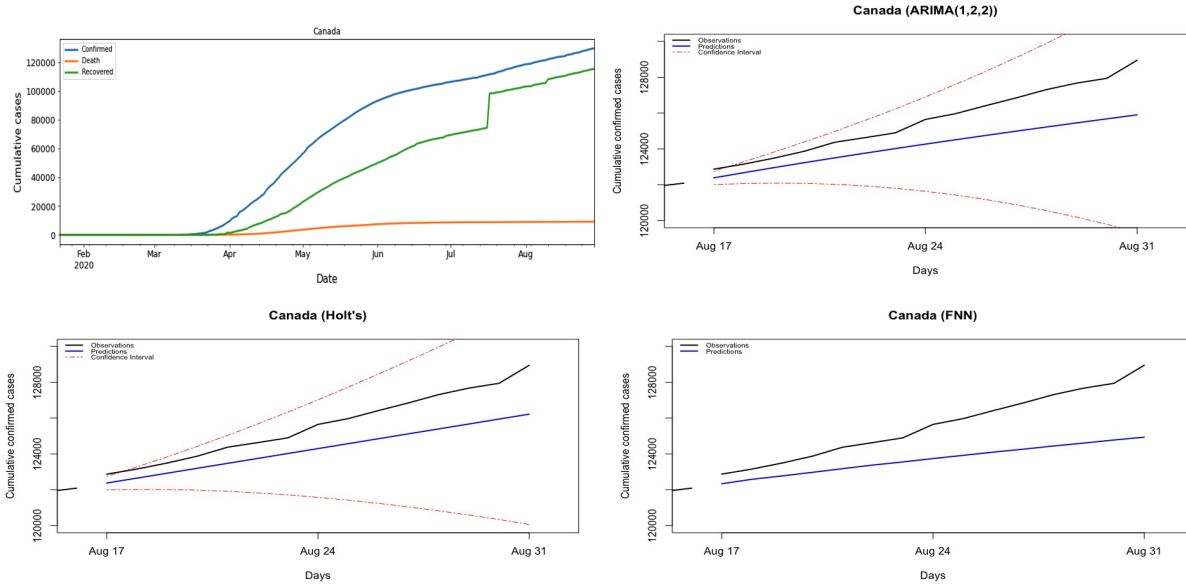 Canada
Confirmed
Death
Recovered
120000
100000
80000
60000
40000
20000
0
Cumulative cases
Feb
2020
Mar
Apr
May
Jun
Jul
Aug
Date
Canada (ARIMA(1,2,2))
Observations
Predictions
Confidence Interval
128000
124000
120000
Cumulative confirmed cases
Aug 17
Aug 24
Aug 31
Days
Canada (Holt's)
Observations
Predictions
Confidence Interval
128000
124000
120000
Cumulative confirmed cases
Aug 17
Aug 24
Aug 31
Days
Canada (FNN)
Observations
Predictions
128000
124000
120000
Cumulative confirmed cases
Aug 17
Aug 24
Aug 31
Days